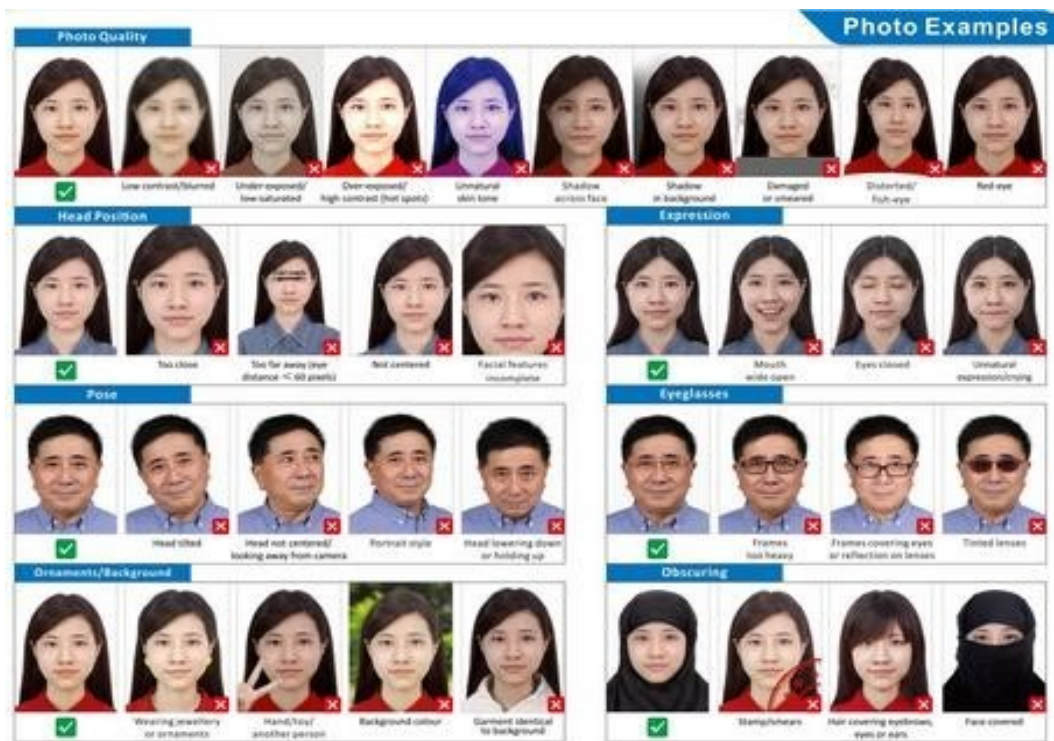 Photo Examples
Photo Quality
Low contrast/blurred
Under-exposed/
low-saturated
Over-exposed/
high contrast (hot spots)
Unnatural
skin tone
Shadow
across face
Shadow
in background
Damaged
or smeared
Distorted/
fish-eye
Red-eye
Head Position
Too close
Too far away (eye
distance < 60 pixels)
Not centered
Facial features
incomplete
Expression
Mouth
wide open
Eyes closed
Unnatural
expression/crying
Pose
Head tilted
Head not centered/
looking away from camera
Portrait style
Head lowering down
or holding up
Eyeglasses
Frames
too heavy
Frames covering eyes
or reflection on lenses
Tinted lenses
Ornaments/Background
Wearing jewellery
or ornaments
Hand/toy/
another person
Background colour
Garment identical
to background
Obscuring
Stamp/smears
Hair covering eyebrows,
eyes or ears
Face covered